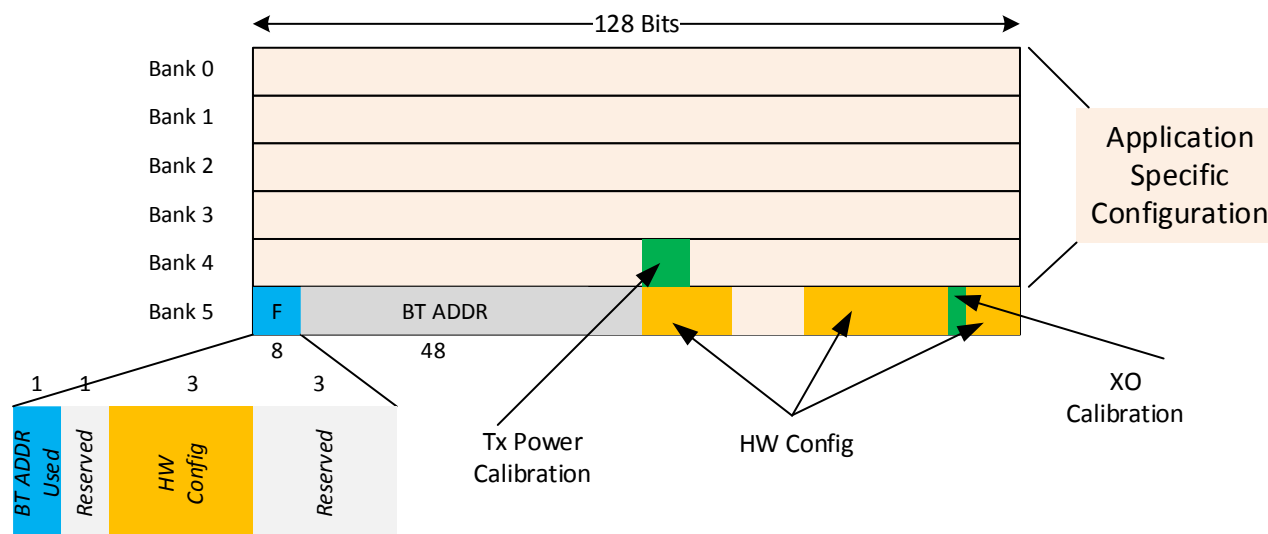 128 Bits
Bank 0
Bank 1
Bank 2
Bank 3
Bank 4
Bank 5
F
BT ADDR
8
48
Application
Specific
Configuration
1
1
3
3
BT ADDR
Used
Reserved
HW
Config
Reserved
Tx Power
Calibration
HW Config
XO
Calibration